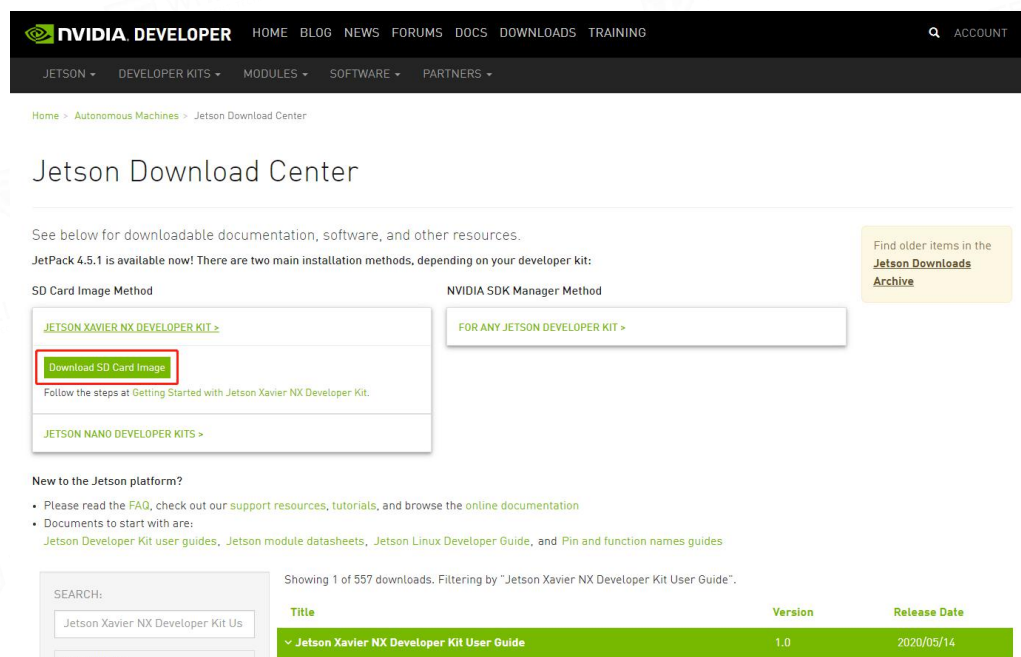 NVIDIA. DEVELOPER HOME BLOG NEWS FORUMS DOCS DOWNLOADS TRAINING ACCOUNT
JETSON DEVELOPER KITS MODULES SOFTWARE PARTNERS
Home > Autonomous Machines > Jetson Download Center
Jetson Download Center
See below for downloadable documentation, software, and other resources.
JetPack 4.5.1 is available now! There are two main installation methods, depending on your developer kit:
SD Card Image Method
JETSON XAVIER NX DEVELOPER KIT >
Download SD Card Image
Follow the steps at Getting Started with Jetson Xavier NX Developer Kit.
JETSON NANO DEVELOPER KITS >
NVIDIA SDK Manager Method
FOR ANY JETSON DEVELOPER KIT >
Find older items in the
Jetson Downloads
Archive
New to the Jetson platform?
• Please read the FAQ, check out our support resources, tutorials, and browse the online documentation
• Documents to start with are:
Jetson Developer Kit user guides, Jetson module datasheets, Jetson Linux Developer Guide, and Pin and function names guides
SEARCH:
Jetson Xavier NX Developer Kit Us
Showing 1 of 557 downloads. Filtering by "Jetson Xavier NX Developer Kit User Guide".
Title Version Release Date
Jetson Xavier NX Developer Kit User Guide 1.0 2020/05/14